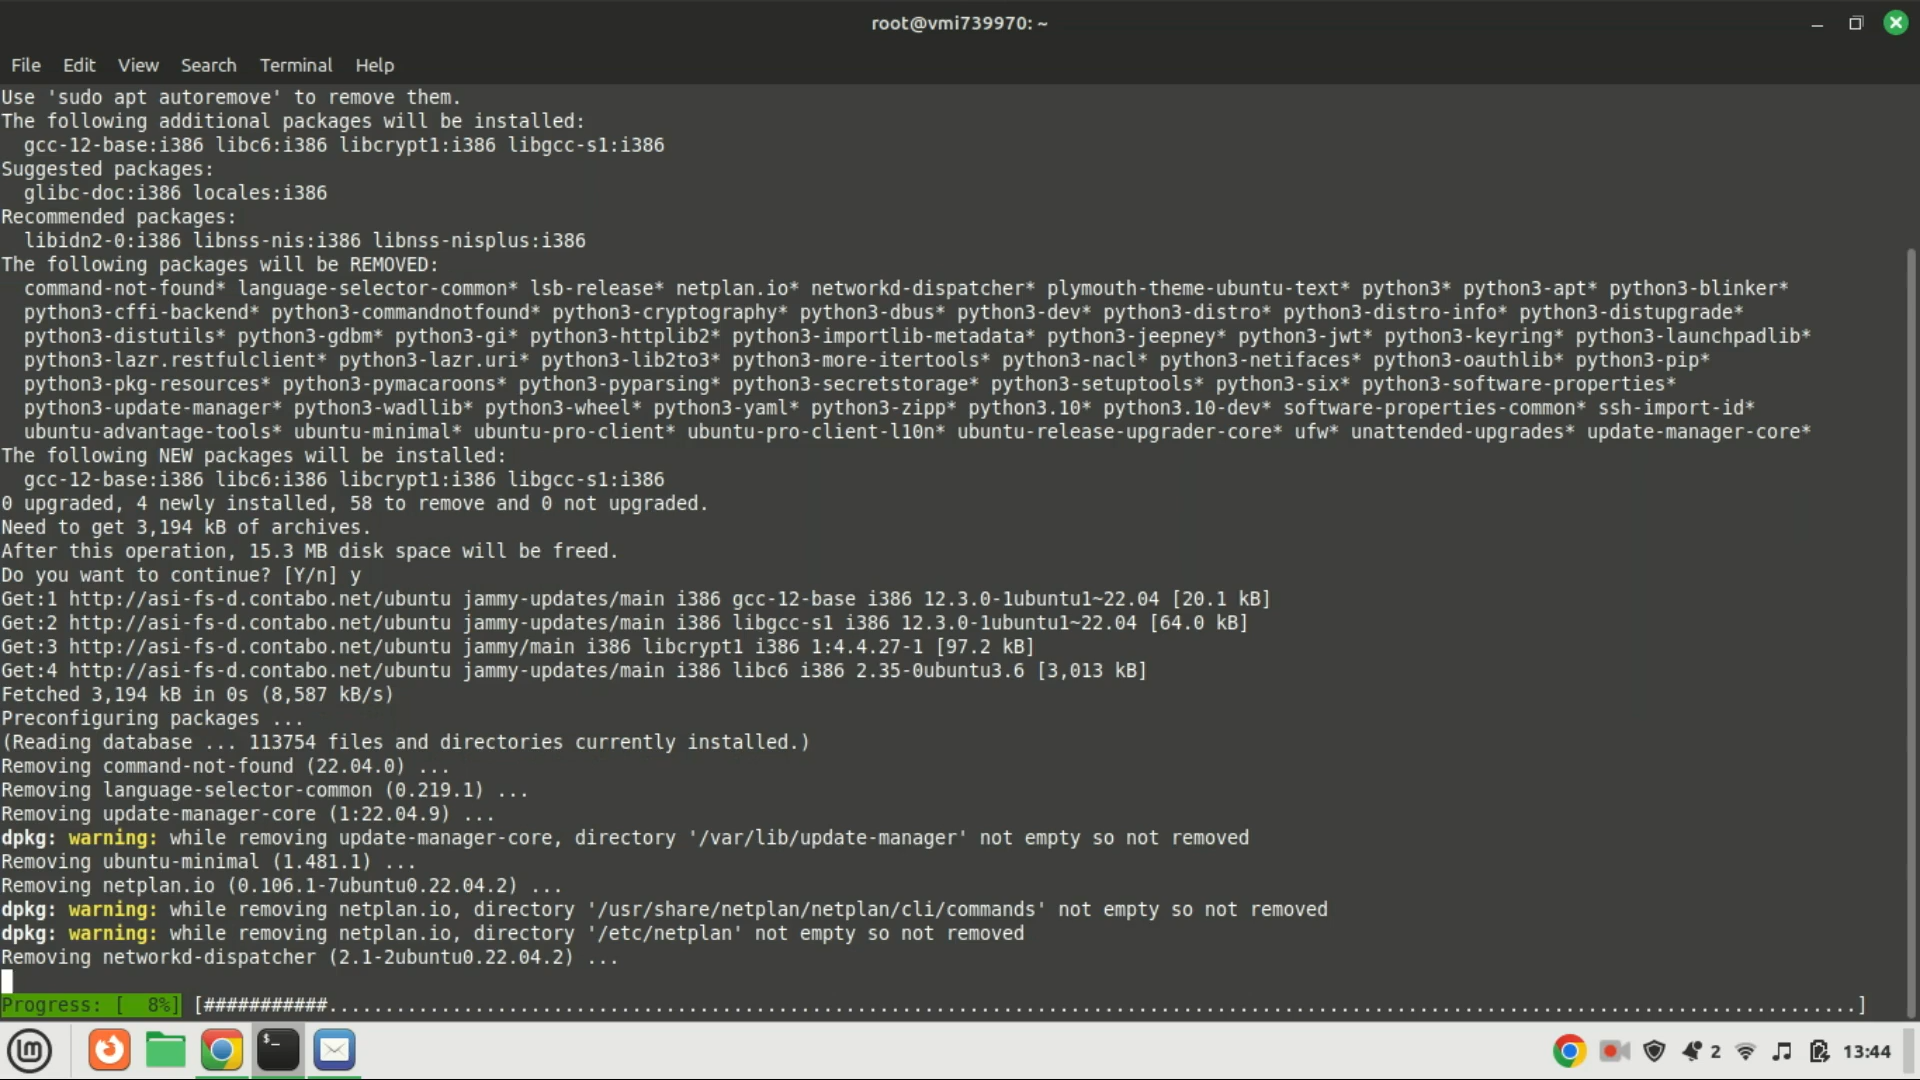 root@vmi739970: ~
File Edit View Search Terminal Help
Use 'sudo apt autoremove' to remove them.
The following additional packages will be installed:
  gcc-12-base:i386 libc6:i386 libcrypt1:i386 libgcc-s1:i386
Suggested packages:
  glibc-doc:i386 locales:i386
Recommended packages:
  libidn2-0:i386 libnss-nis:i386 libnss-nisplus:i386
The following packages will be REMOVED:
  command-not-found* language-selector-common* lsb-release* netplan.io* networkd-dispatcher* plymouth-theme-ubuntu-text* python3* python3-apt* python3-blinker*
  python3-cffi-backend* python3-commandnotfound* python3-cryptography* python3-dbus* python3-dev* python3-distro* python3-distro-info* python3-distupgrade*
  python3-distutils* python3-gdbm* python3-gi* python3-httplib2* python3-importlib-metadata* python3-jeepney* python3-jwt* python3-keyring* python3-launchpadlib*
  python3-lazr.restfulclient* python3-lazr.uri* python3-lib2to3* python3-more-itertools* python3-nacl* python3-netifaces* python3-oauthlib* python3-pip*
  python3-pkg-resources* python3-pymacaroons* python3-pyparsing* python3-secretstorage* python3-setuptools* python3-six* python3-software-properties*
  python3-update-manager* python3-wadllib* python3-wheel* python3-yaml* python3-zipp* python3.10* python3.10-dev* software-properties-common* ssh-import-id*
  ubuntu-advantage-tools* ubuntu-minimal* ubuntu-pro-client* ubuntu-pro-client-l10n* ubuntu-release-upgrader-core* ufw* unattended-upgrades* update-manager-core*
The following NEW packages will be installed:
  gcc-12-base:i386 libc6:i386 libcrypt1:i386 libgcc-s1:i386
0 upgraded, 4 newly installed, 58 to remove and 0 not upgraded.
Need to get 3,194 kB of archives.
After this operation, 15.3 MB disk space will be freed.
Do you want to continue? [Y/n] y
Get:1 http://asi-fs-d.contabo.net/ubuntu jammy-updates/main i386 gcc-12-base i386 12.3.0-1ubuntu1~22.04 [20.1 kB]
Get:2 http://asi-fs-d.contabo.net/ubuntu jammy-updates/main i386 libgcc-s1 i386 12.3.0-1ubuntu1~22.04 [64.0 kB]
Get:3 http://asi-fs-d.contabo.net/ubuntu jammy/main i386 libcrypt1 i386 1:4.4.27-1 [97.2 kB]
Get:4 http://asi-fs-d.contabo.net/ubuntu jammy-updates/main i386 libc6 i386 2.35-0ubuntu3.6 [3,013 kB]
Fetched 3,194 kB in 0s (8,587 kB/s)
Preconfiguring packages ...
(Reading database ... 113754 files and directories currently installed.)
Removing command-not-found (22.04.0) ...
Removing language-selector-common (0.219.1) ...
Removing update-manager-core (1:22.04.9) ...
dpkg: warning: while removing update-manager-core, directory '/var/lib/update-manager' not empty so not removed
Removing ubuntu-minimal (1.481.1) ...
Removing netplan.io (0.106.1-7ubuntu0.22.04.2) ...
dpkg: warning: while removing netplan.io, directory '/usr/share/netplan/netplan/cli/commands' not empty so not removed
dpkg: warning: while removing netplan.io, directory '/etc/netplan' not empty so not removed
Removing networkd-dispatcher (2.1-2ubuntu0.22.04.2) ...
Progress: [  8%] [###########........................................................................................................................................]
2 13:44